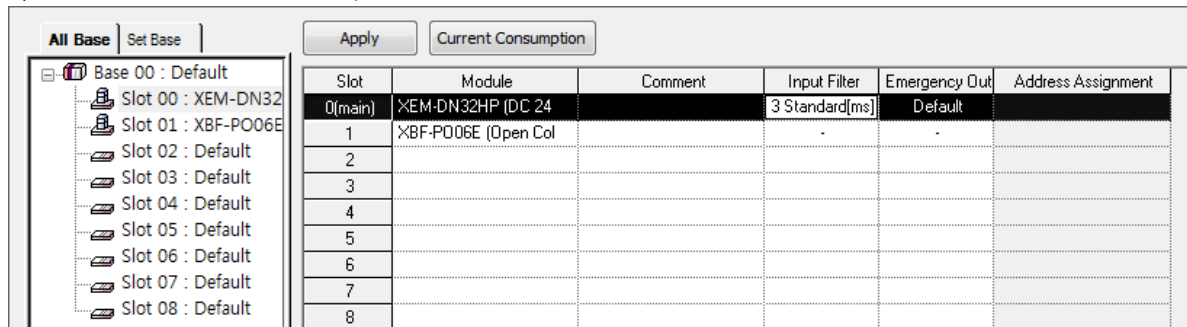 All Base Set Base Apply Current Consumption
Base 00 : Default
Slot 00 : XEM-DN32
Slot 01 : XBF-PO06E
Slot 02 : Default
Slot 03 : Default
Slot 04 : Default
Slot 05 : Default
Slot 06 : Default
Slot 07 : Default
Slot 08 : Default
Slot Module Comment Input Filter Emergency Out Address Assignment
0(main) XEM-DN32HP (DC 24 3 Standard[ms] Default
1 XBF-PO06E (Open Col - -
2
3
4
5
6
7
8